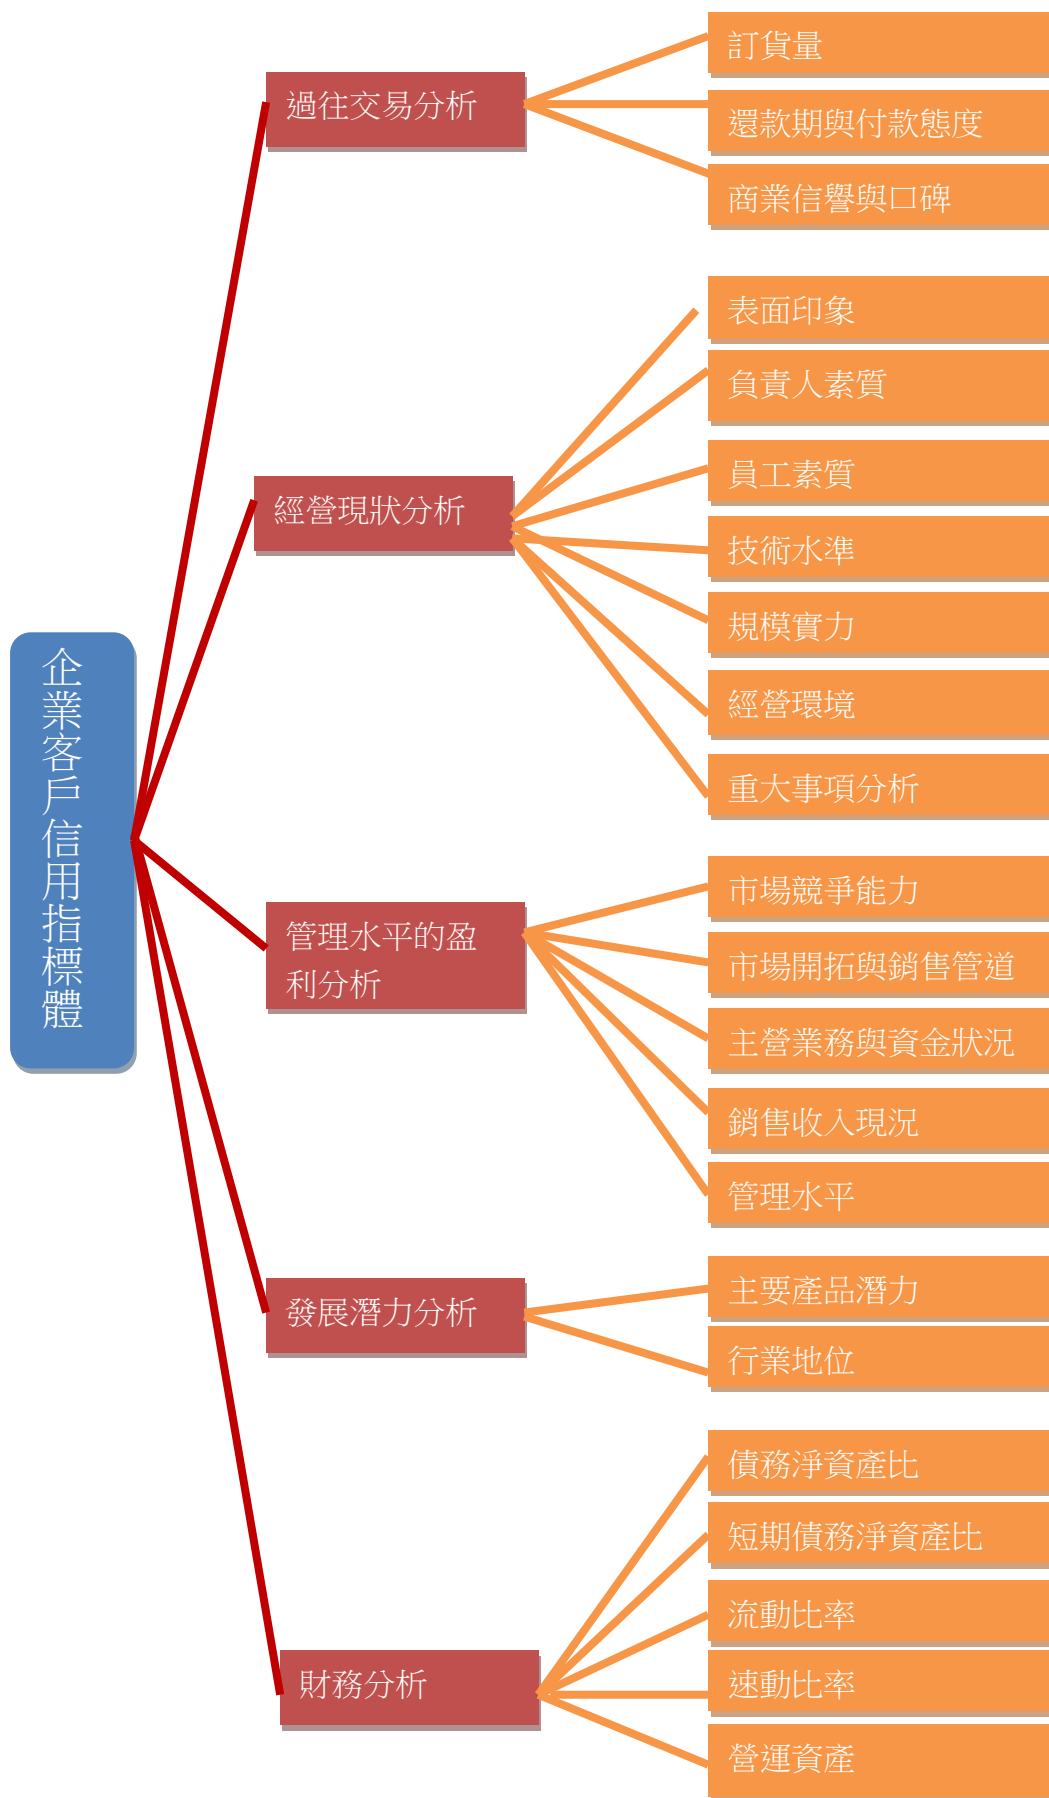 企業客戶信用指標體
過往交易分析
訂貨量
還款期與付款態度
商業信譽與口碑
經營現狀分析
表面印象
負責人素質
員工素質
技術水準
規模實力
經營環境
重大事項分析
管理水平的盈
利分析
市場競爭能力
市場開拓與銷售管道
主營業務與資金狀況
銷售收入現況
管理水平
發展潛力分析
主要產品潛力
行業地位
財務分析
債務淨資產比
短期債務淨資產比
流動比率
速動比率
營運資產